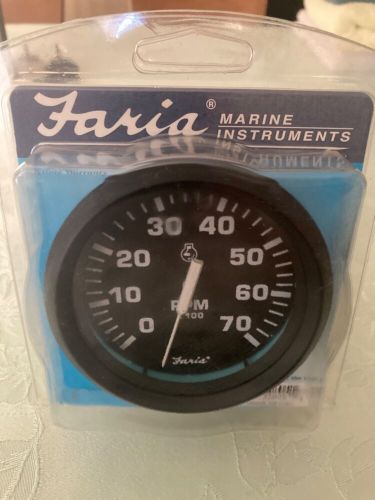 Faria® MARINE
INSTRUMENTS
30 40
20 50
10 60
0 RPM 70
x100
Faria